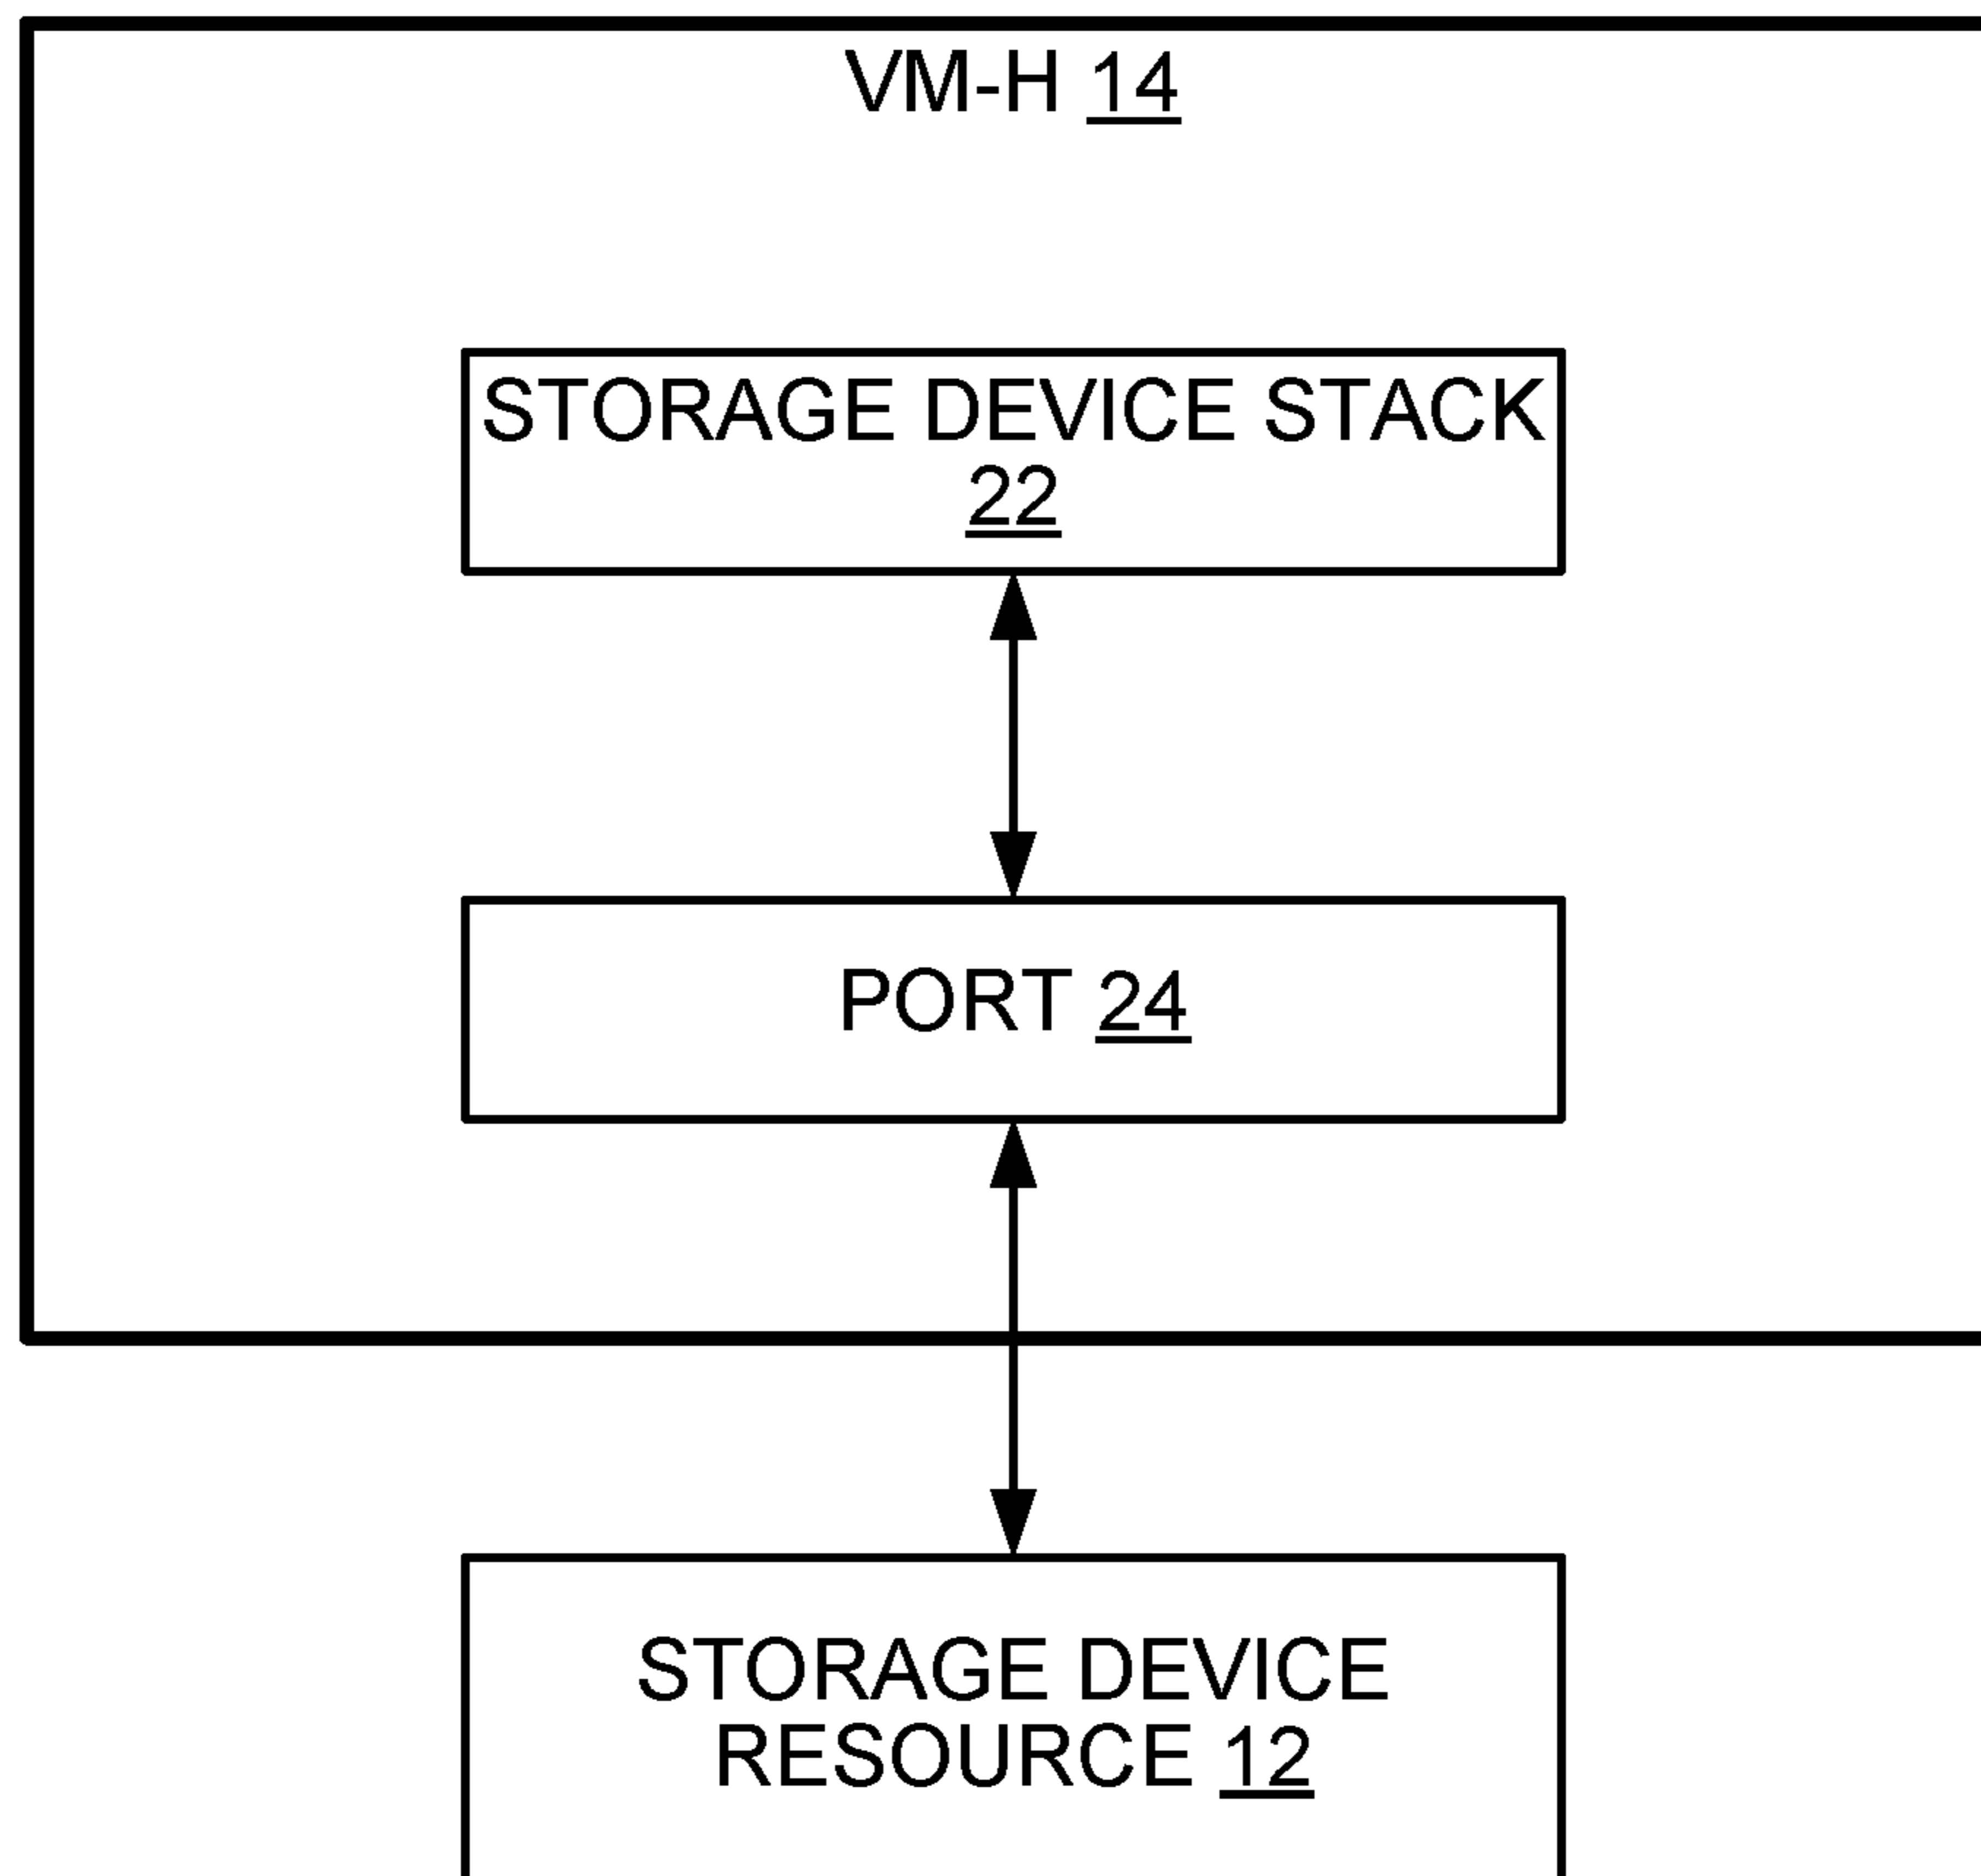 VM-H 14
STORAGE DEVICE STACK
22
PORT 24
STORAGE DEVICE
RESOURCE 12